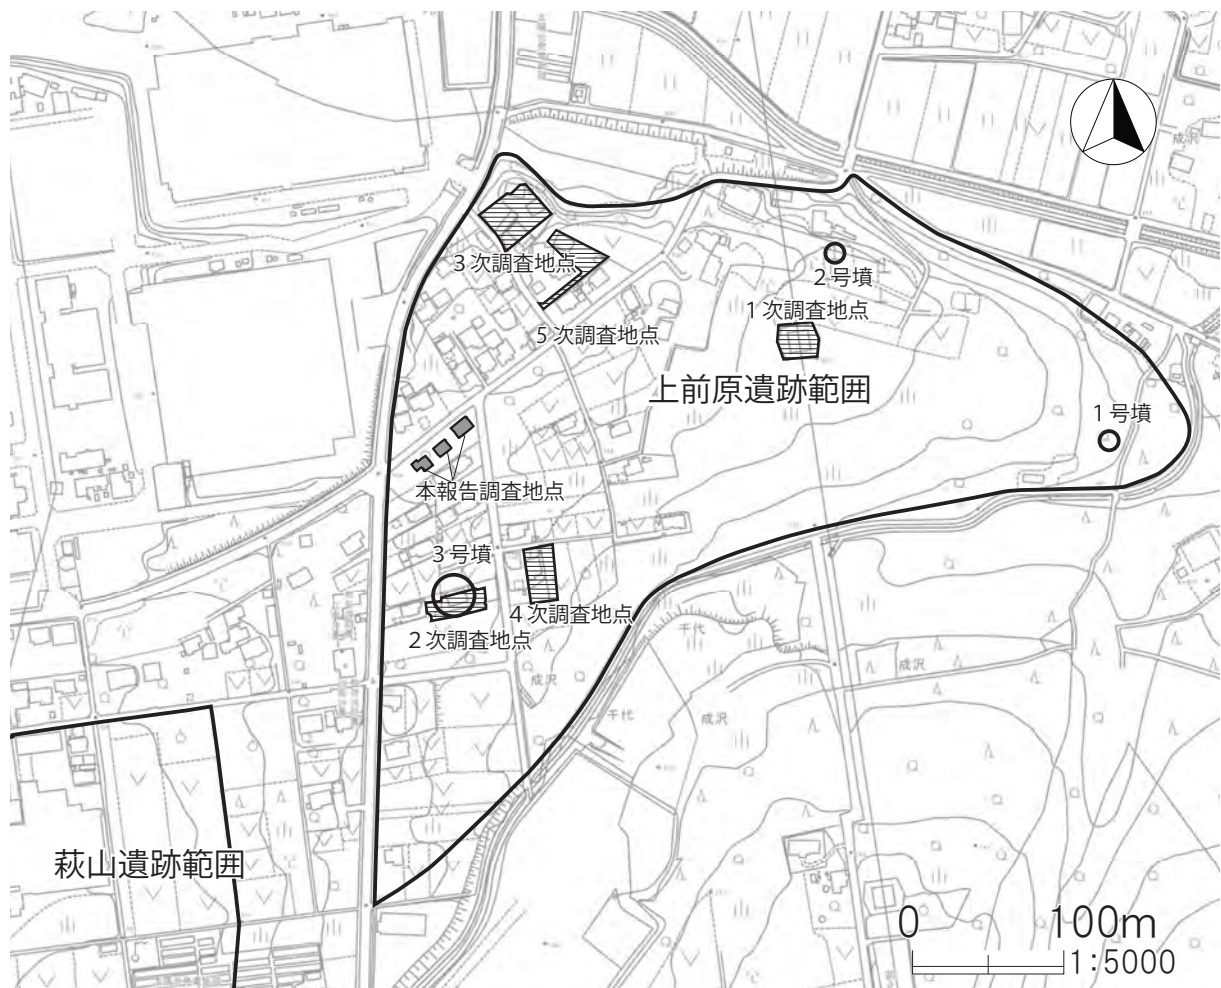 成沢
3次調査地点
2号墳
1次調査地点
5次調査地点
上前原遺跡範囲
1号墳
本報告調査地点
3号墳
4次調査地点
2次調査地点
千代
成沢
成沢
千代
成沢
萩山遺跡範囲
0 100m
1:5000